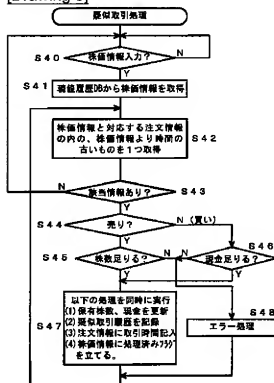 疑似取引処理
S40
株価情報入力?
N
Y
S41
罫線履歴DBから株価情報を取得
株価情報と対応する注文情報
の内の、株価情報より時間の
古いものを1つ取得
S42
N
該当情報あり?
S43
Y
S44
売り?
N (買い)
Y
S45
株数足りる?
N
N
現金足りる?
S46
Y
Y
S47
以下の処理を同時に実行
(1) 保有株数、現金を更新
(2) 疑似取引履歴を記録
(3) 注文情報に取引時間記入
(4) 株価情報に処理済みフラグ
を立てる。
S48
エラー処理